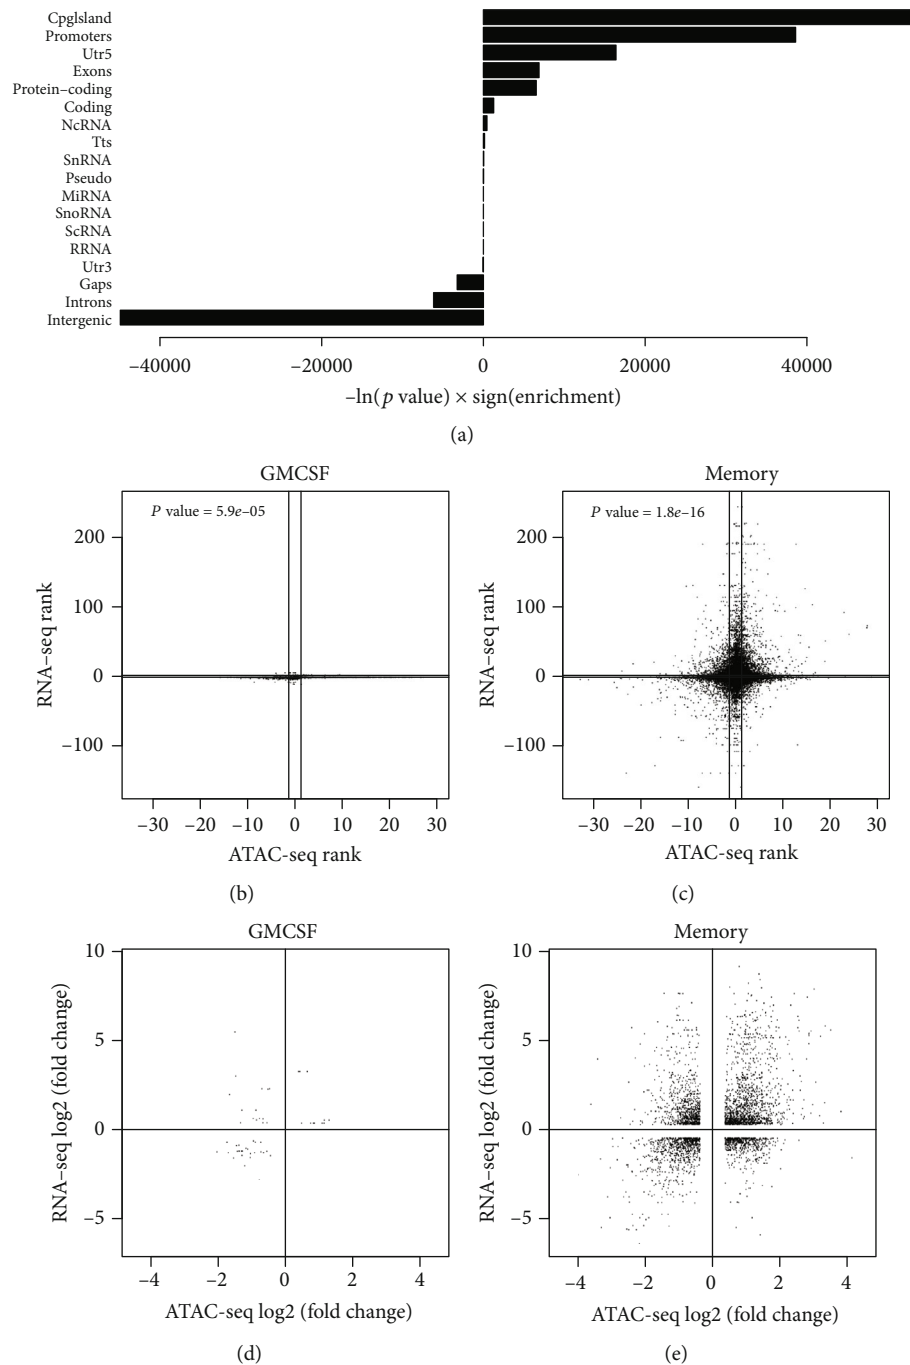 CpgIsland
Promoters
Utr5
Exons
Protein–coding
Coding
NcRNA
Tts
SnRNA
Pseudo
MiRNA
SnoRNA
ScRNA
RRNA
Utr3
Gaps
Introns
Intergenic
–40000 –20000 0 20000 40000
–ln(p value) × sign(enrichment)
(a)
GMCSF
P value = 5.9e–05
RNA–seq rank
200
100
0
–100
–30 –20 –10 0 10 20 30
ATAC-seq rank
(b)
Memory
P value = 1.8e–16
RNA–seq rank
200
100
0
–100
–30 –20 –10 0 10 20 30
ATAC-seq rank
(c)
GMCSF
RNA–seq log2 (fold change)
10
5
0
–5
–4 –2 0 2 4
ATAC-seq log2 (fold change)
(d)
Memory
RNA–seq log2 (fold change)
10
5
0
–5
–4 –2 0 2 4
ATAC-seq log2 (fold change)
(e)